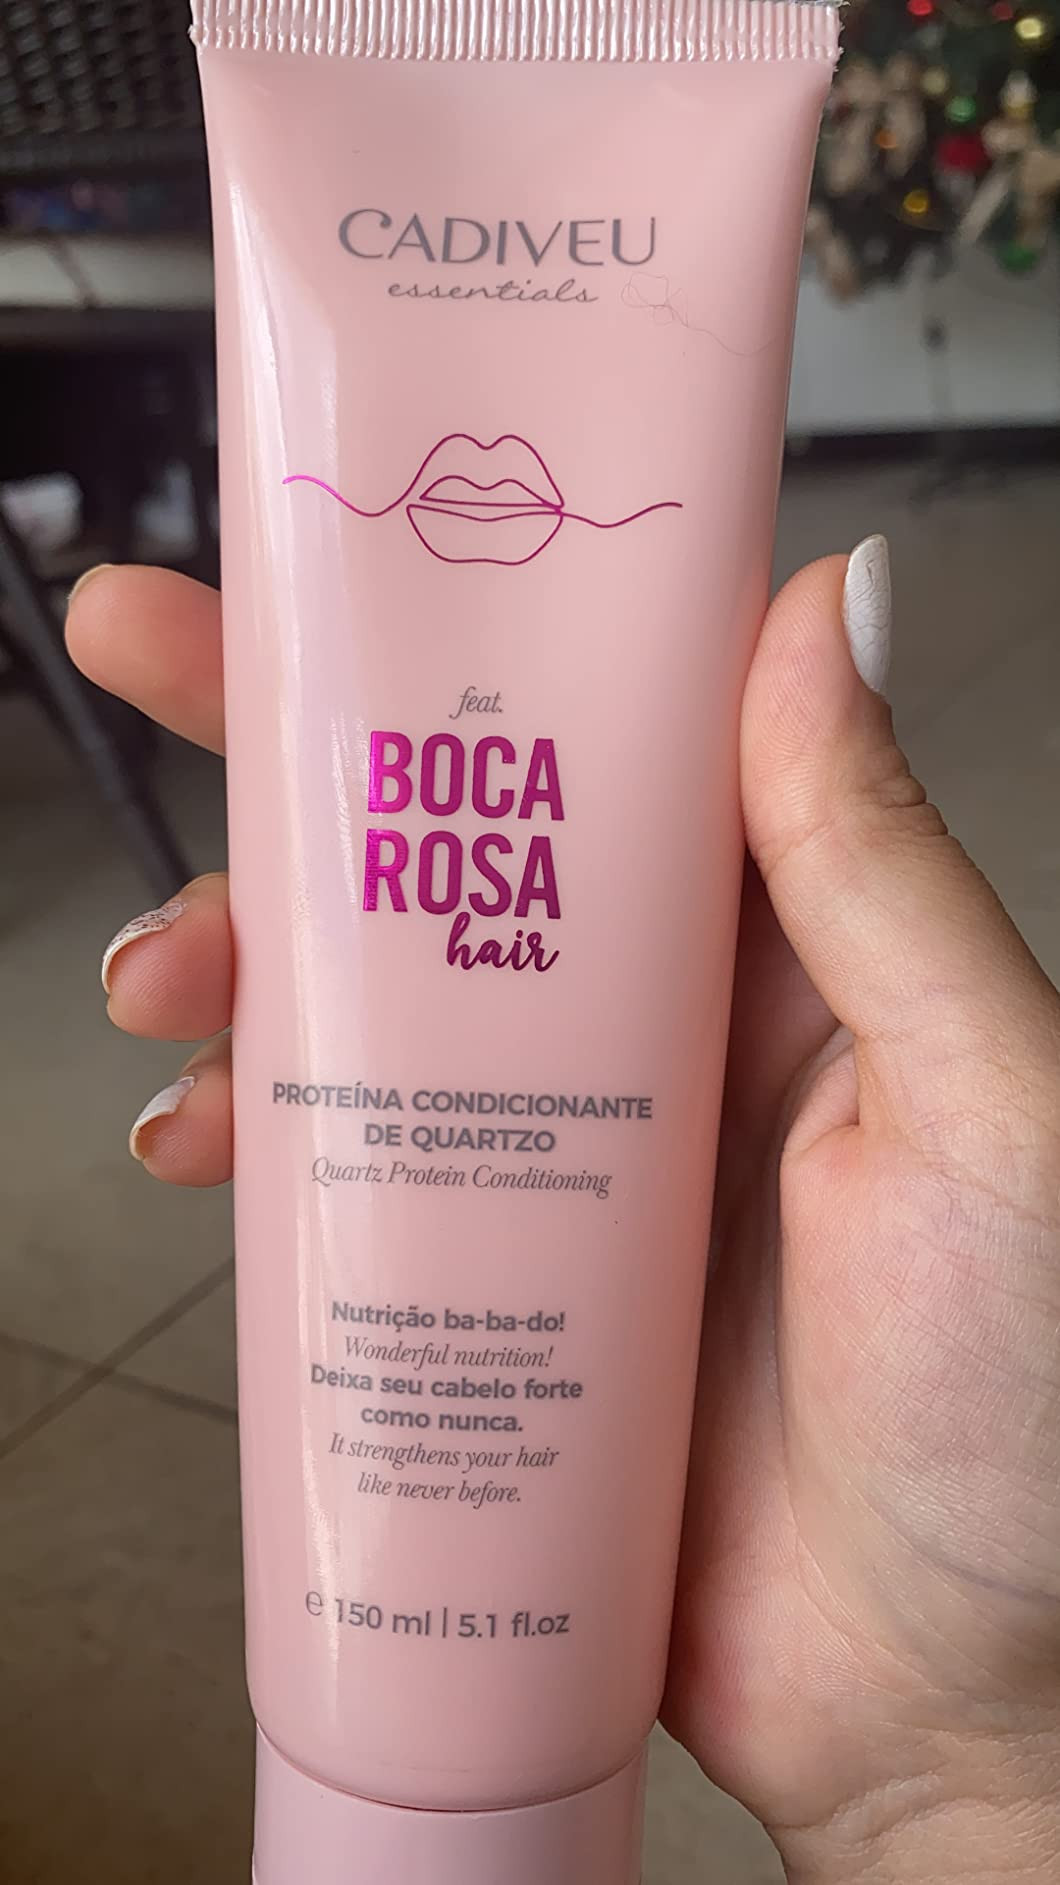 CADIVEU
essentials
feat.
BOCA
ROSA
hair
PROTEÍNA CONDICIONANTE
DE QUARTZO
Quartz Protein Conditioning
Nutrição ba-ba-do!
Wonderful nutrition!
Deixa seu cabelo forte
como nunca.
It strengthens your hair
like never before.
℮ 150 ml | 5.1 fl.oz